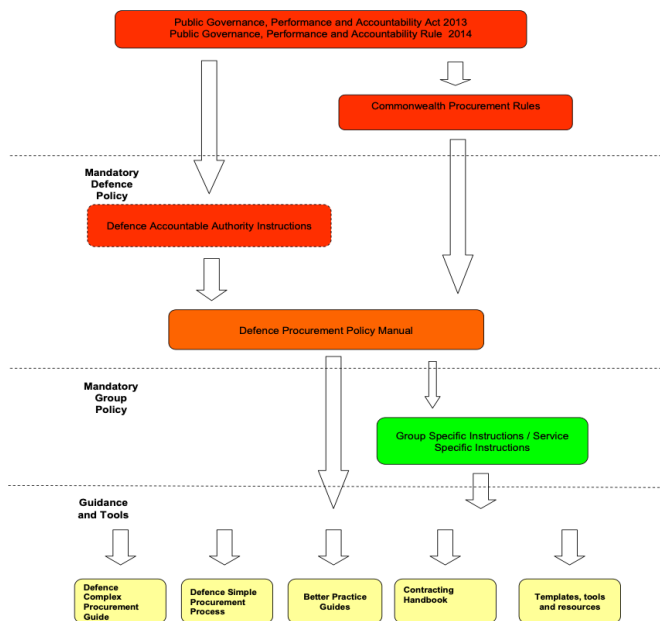 Public Governance, Performance and Accountability Act 2013
Public Governance, Performance and Accountability Rule  2014
Commonwealth Procurement Rules
Mandatory
Defence
Policy
Defence Accountable Authority Instructions
Defence Procurement Policy Manual
Mandatory
Group
Policy
Group Specific Instructions / Service
Specific Instructions
Guidance
and Tools
Defence
Complex
Procurement
Guide
Defence Simple
Procurement
Process
Better Practice
Guides
Contracting
Handbook
Templates, tools
and resources